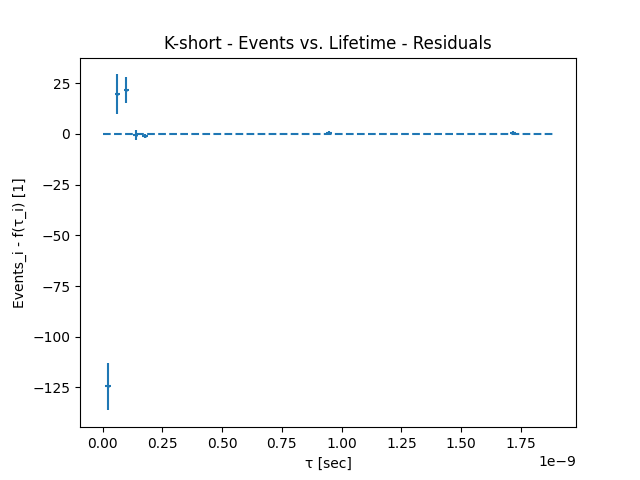 K-short - Events vs. Lifetime - Residuals
25
0
−25
−50
−75
−100
−125
Events_i - f(τ_i) [1]
0.00 0.25 0.50 0.75 1.00 1.25 1.50 1.75
1e−9
τ [sec]